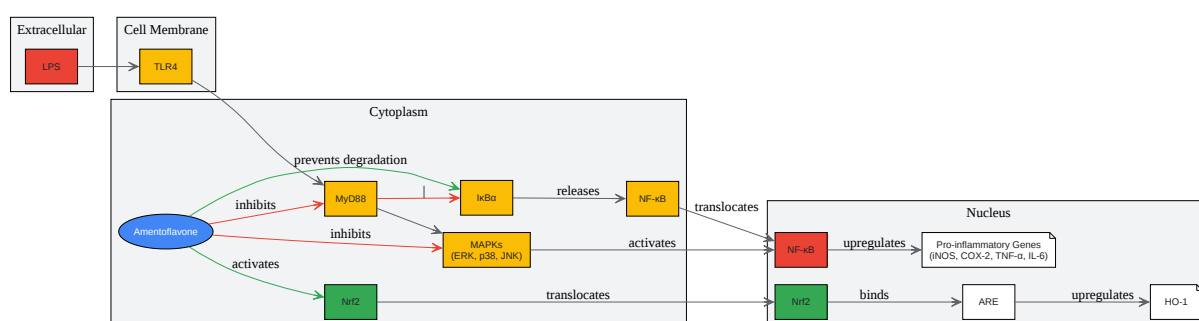 Extracellular
Cell Membrane
LPS
TLR4
Cytoplasm
prevents degradation
MyD88
|
IκBα
releases
NF-κB
translocates
inhibits
Amentoflavone
inhibits
MAPKs
(ERK, p38, JNK)
activates
activates
Nrf2
translocates
Nucleus
NF-κB
upregulates
Pro-inflammatory Genes
(iNOS, COX-2, TNF-α, IL-6)
Nrf2
binds
ARE
upregulates
HO-1